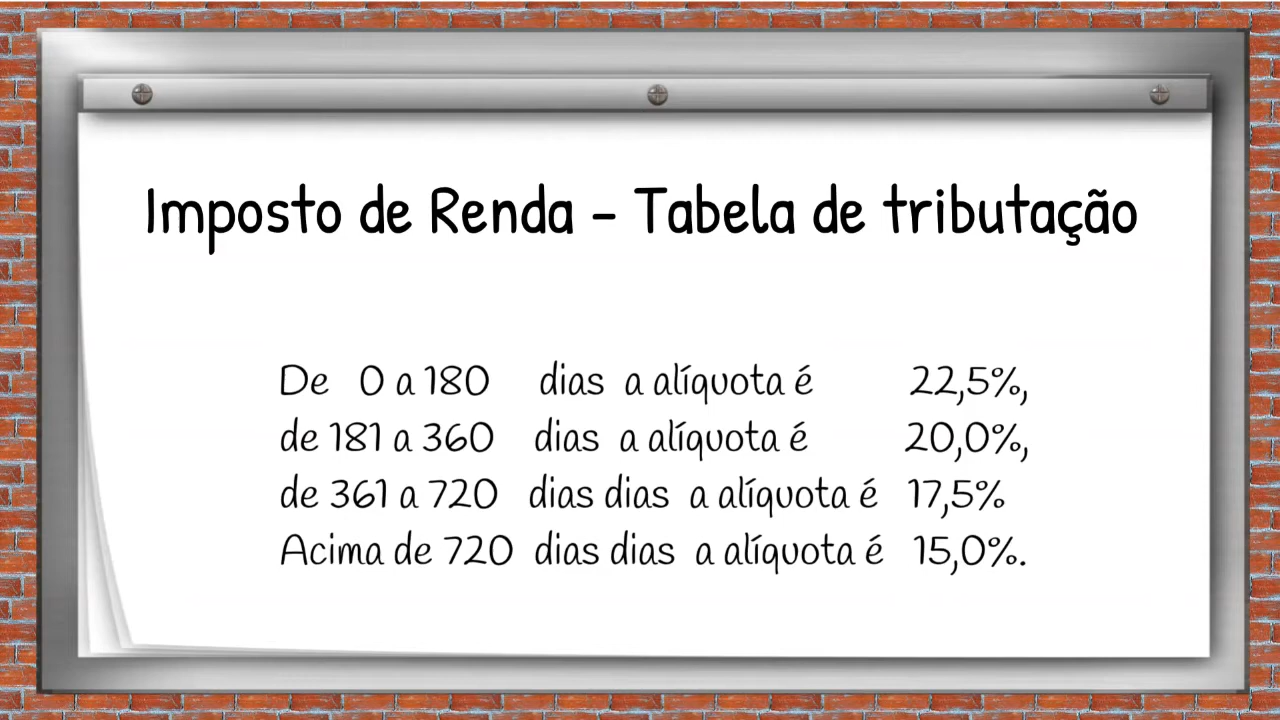 Imposto de Renda - Tabela de tributação
De 0 a 180 dias a alíquota é 22,5%,
de 181 a 360 dias a alíquota é 20,0%,
de 361 a 720 dias dias a alíquota é 17,5%
Acima de 720 dias dias a alíquota é 15,0%.